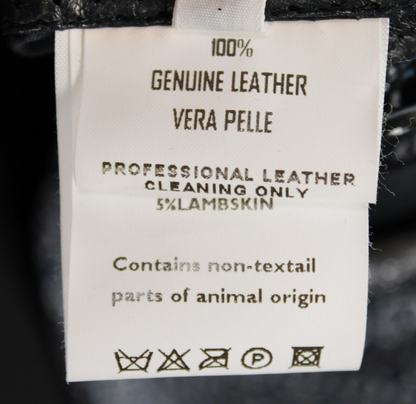 100%
GENUINE LEATHER
VERA PELLE
PROFESSIONAL LEATHER
CLEANING ONLY
5%LAMBSKIN
Contains non-textail
parts of animal origin
P